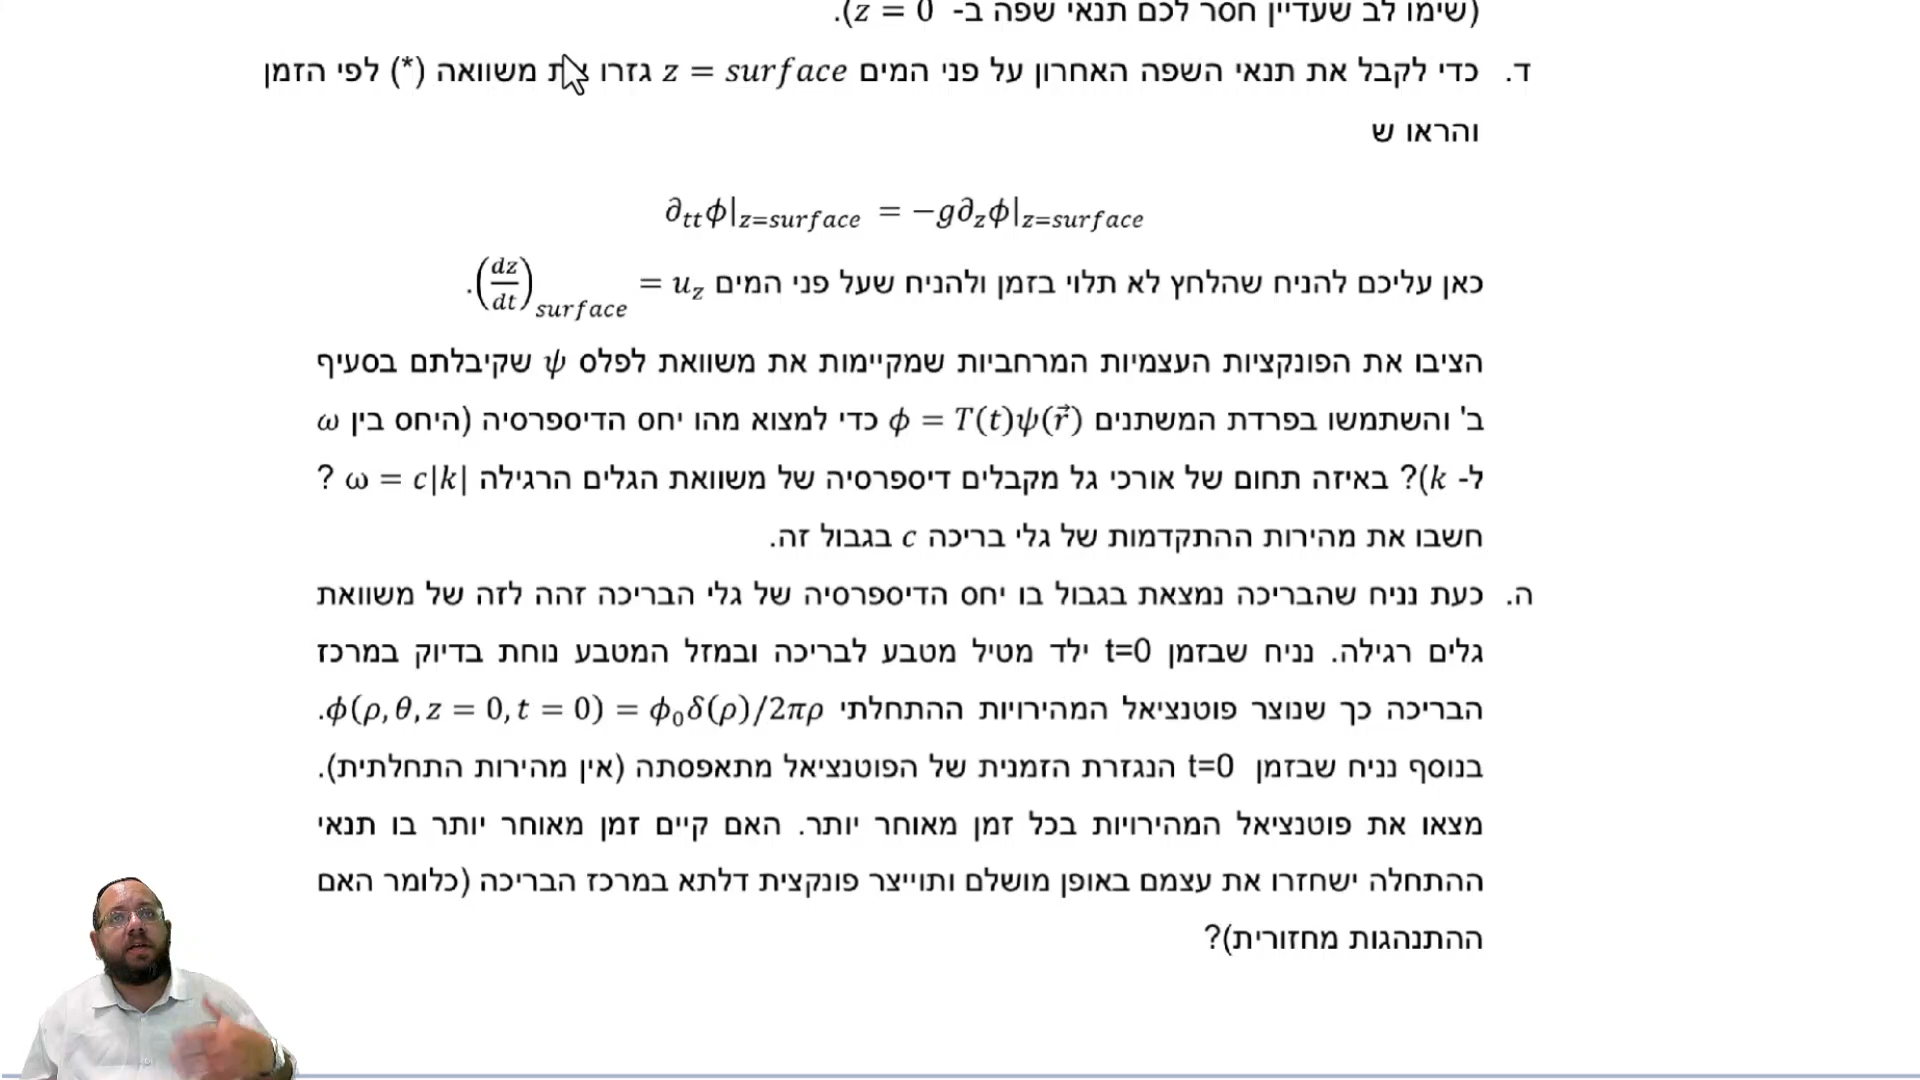 (שימו לב שעדיין חסר לכם תנאי שפה ב- z = 0).
ד. כדי לקבל את תנאי השפה האחרון על פני המים z = surface גזרו את משוואה (*) לפי הזמן
והראו ש
∂ₜₜϕ|z=surface = −g∂zϕ|z=surface
כאן עליכם להניח שהלחץ לא תלוי בזמן ולהניח שעל פני המים (dz/dt)surface = uz.
הציבו את הפונקציות העצמיות המרחביות שמקיימות את משוואת לפלס ψ שקיבלתם בסעיף
ב' והשתמשו בפרדת המשתנים ϕ = T(t)ψ(r⃗) כדי למצוא מהו יחס הדיספרסיה (היחס בין ω
ל- k)? באיזה תחום של אורכי גל מקבלים דיספרסיה של משוואת הגלים הרגילה ω = c|k| ?
חשבו את מהירות ההתקדמות של גלי בריכה c בגבול זה.
ה. כעת נניח שהבריכה נמצאת בגבול בו יחס הדיספרסיה של גלי הבריכה זהה לזה של משוואת
גלים רגילה. נניח שבזמן t=0 ילד מטיל מטבע לבריכה ובמזל המטבע נוחת בדיוק במרכז
הבריכה כך שנוצר פוטנציאל המהירויות ההתחלתי ϕ(ρ, θ, z = 0, t = 0) = ϕ₀δ(ρ)/2πρ.
בנוסף נניח שבזמן t=0 הנגזרת הזמנית של הפוטנציאל מתאפסתה (אין מהירות התחלתית).
מצאו את פוטנציאל המהירויות בכל זמן מאוחר יותר. האם קיים זמן מאוחר יותר בו תנאי
ההתחלה ישחזרו את עצמם באופן מושלם ותוייצר פונקצית דלתא במרכז הבריכה (כלומר האם
ההתנהגות מחזורית)?